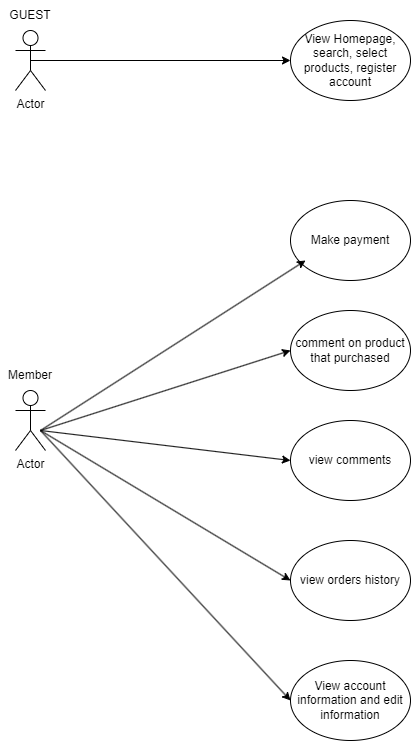 GUEST
Actor
View Homepage,
search, select
products, register
account
Make payment
comment on product
that purchased
Member
Actor
view comments
view orders history
View account
information and edit
information